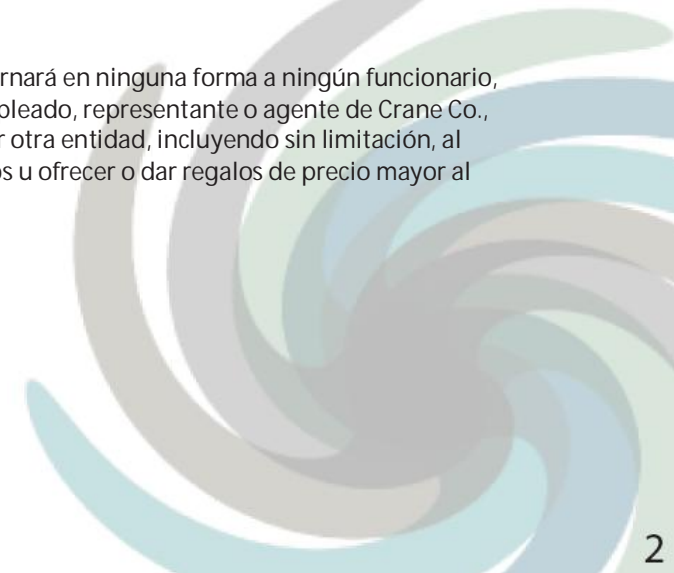 rnará en ninguna forma a ningún funcionario,
pleado, representante o agente de Crane Co.,
r otra entidad, incluyendo sin limitación, al
os u ofrecer o dar regalos de precio mayor al
2